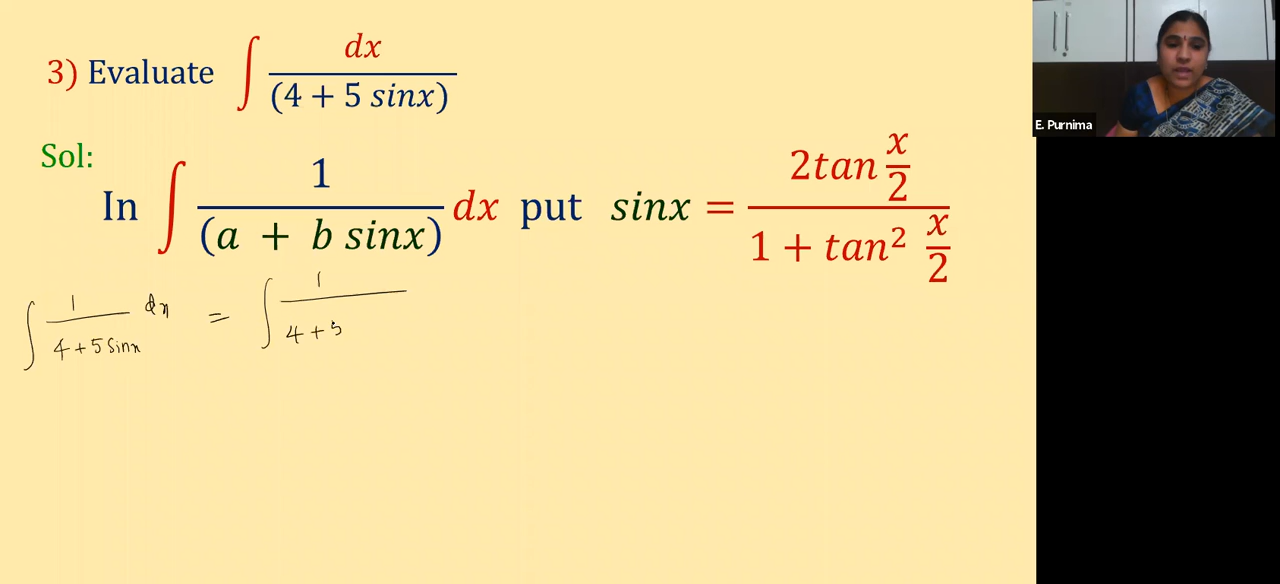 3) Evaluate ∫ dx / (4 + 5 sinx)
Sol:
In ∫ 1 / (a + b sinx) dx put sinx = 2tan x/2 / 1 + tan² x/2
∫ 1 / 4 + 5 Sinx dx = ∫ 1 / 4 + 5
E. Purnima